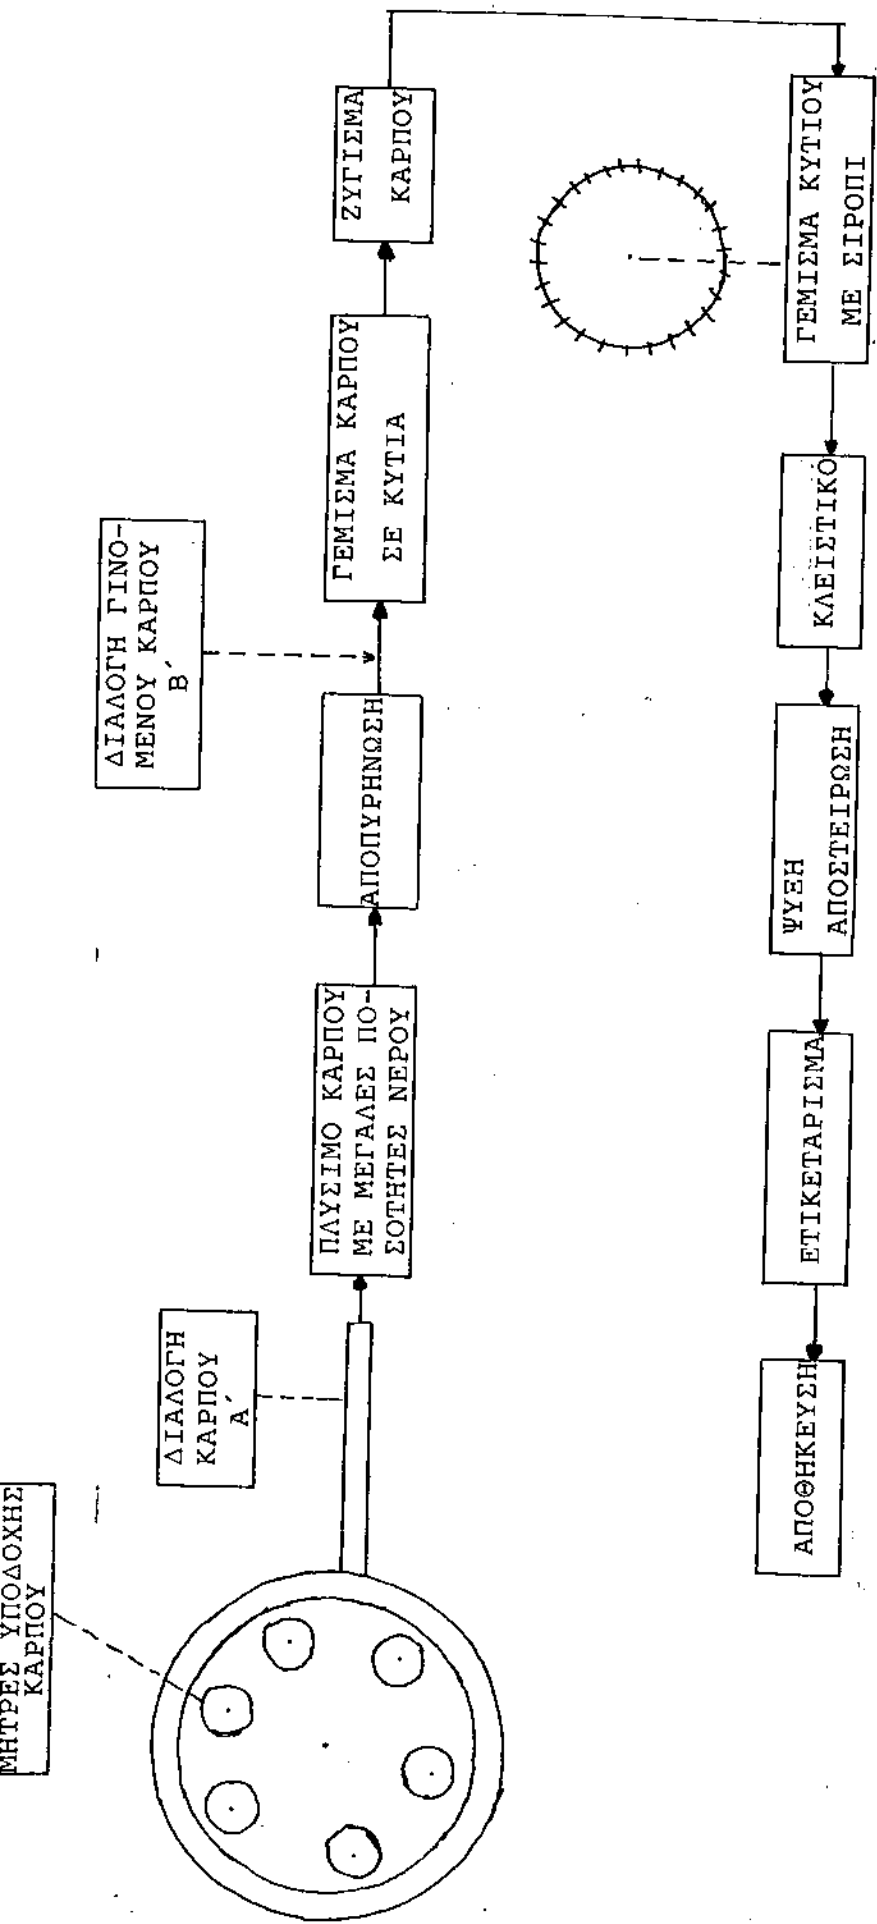 ΜΗΤΡΕΣ ΥΠΟΔΟΧΗΣ
ΚΑΡΠΟΥ
ΔΙΑΛΟΓΗ
ΚΑΡΠΟΥ
Α´
ΠΛΥΣΙΜΟ ΚΑΡΠΟΥ
ΜΕ ΜΕΓΑΛΕΣ ΠΟ-
ΣΟΤΗΤΕΣ ΝΕΡΟΥ
ΑΠΟΠΥΡΗΝΩΣΗ
ΔΙΑΛΟΓΗ ΓΙΝΟ-
ΜΕΝΟΥ ΚΑΡΠΟΥ
Β´
ΓΕΜΙΣΜΑ ΚΑΡΠΟΥ
ΣΕ ΚΥΤΙΑ
ΖΥΓΙΣΜΑ
ΚΑΡΠΟΥ
ΓΕΜΙΣΜΑ ΚΥΤΙΟΥ
ΜΕ ΣΙΡΟΠΙ
ΚΛΕΙΣΤΙΚΟ
ΨΥΞΗ
ΑΠΟΣΤΕΙΡΩΣΗ
ΕΤΙΚΕΤΑΡΙΣΜΑ
ΑΠΟΘΗΚΕΥΣΗ